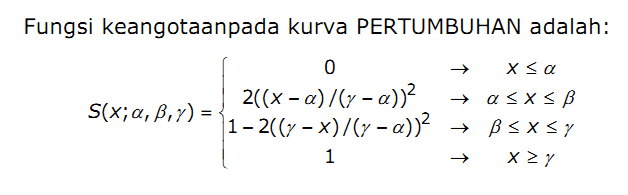 Fungsi keangotaanpada kurva PERTUMBUHAN adalah:
0 → x ≤ α
2((x – α)/(γ – α))² → α ≤ x ≤ β
S(x; α, β, γ) = {
1 – 2((γ – x)/(γ – α))² → β ≤ x ≤ γ
1 → x ≥ γ